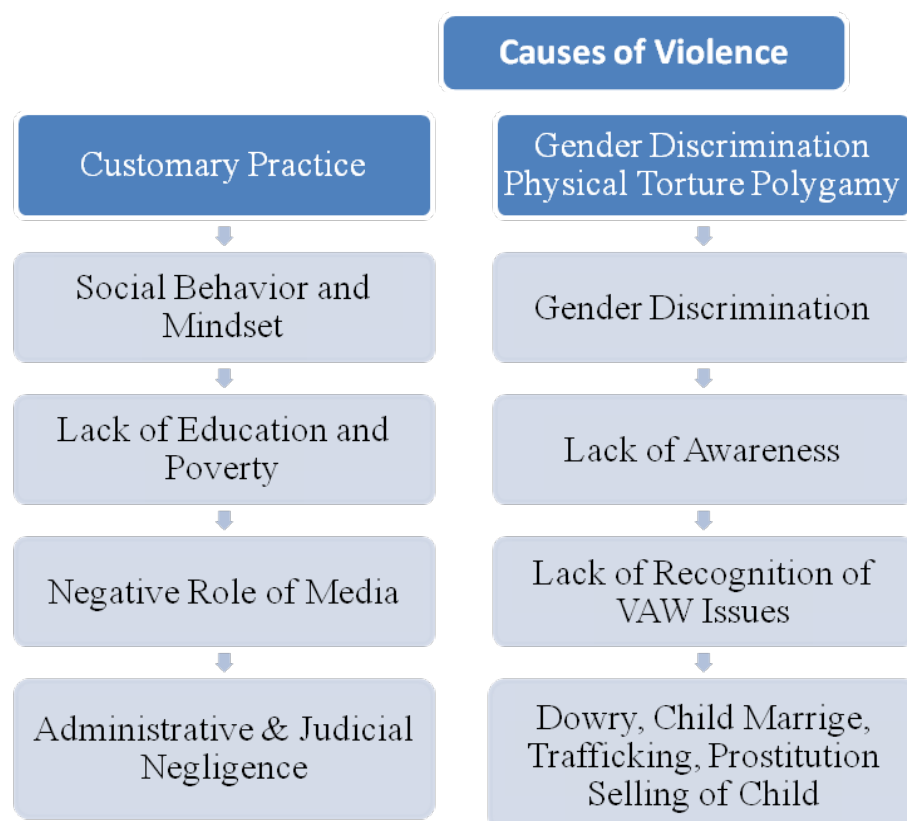 Causes of Violence
Customary Practice
Social Behavior and
Mindset
Lack of Education and
Poverty
Negative Role of Media
Administrative & Judicial
Negligence
Gender Discrimination
Physical Torture Polygamy
Gender Discrimination
Lack of Awareness
Lack of Recognition of
VAW Issues
Dowry, Child Marrige,
Trafficking, Prostitution
Selling of Child